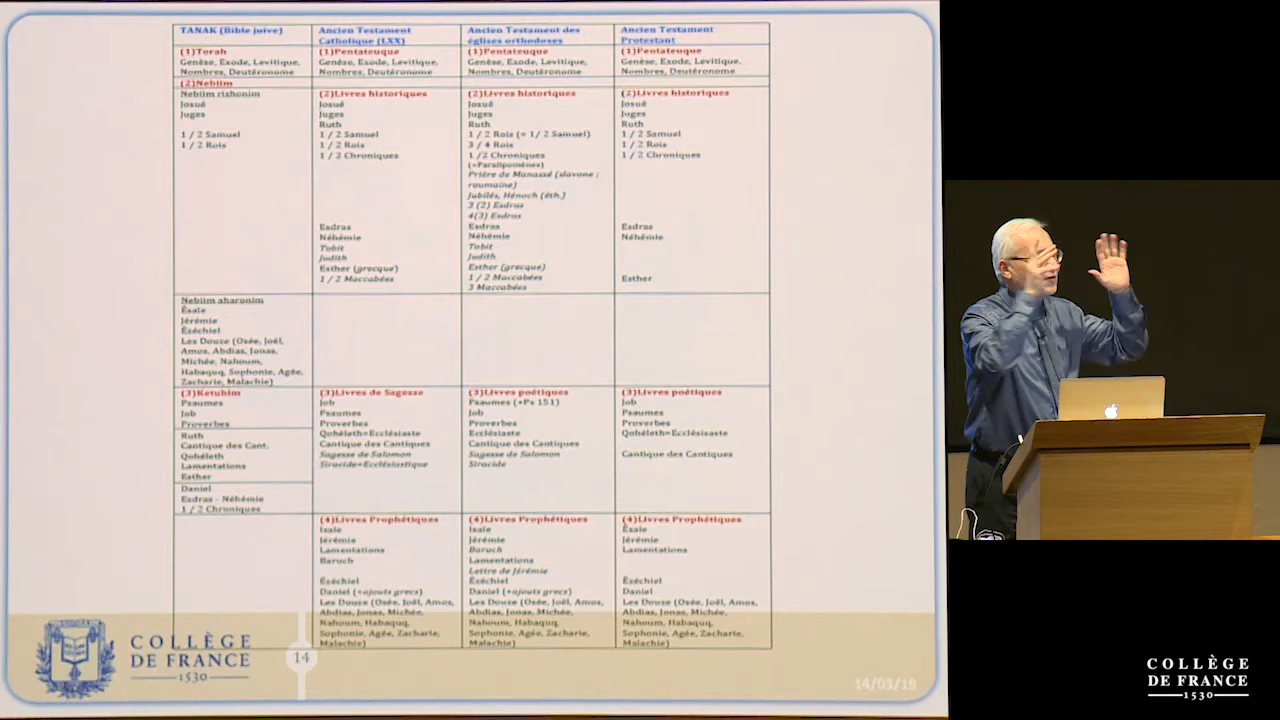 TANAK (Bible juive)
(1)Torah
Genèse, Exode, Levitique,
Nombres, Deutéronome
(2)Nebiim
Nebiim rishonim
Josué
Juges
1 / 2 Samuel
1 / 2 Rois
Nebiim aharonim
Ésaïe
Jérémie
Ézéchiel
Les Douze (Osée, Joël,
Amos, Abdias, Jonas,
Michée, Nahoum,
Habaquq, Sophonie, Agée,
Zacharie, Malachie)
(3)Ketubim
Psaumes
Job
Proverbes
Ruth
Cantique des Cant.
Qohéleth
Lamentations
Esther
Daniel
Esdras - Néhémie
1 / 2 Chroniques
Ancien Testament
Catholique (LXX)
(1)Pentateuque
Genèse, Exode, Levitique,
Nombres, Deutéronome
(2)Livres historiques
Josué
Juges
Ruth
1 / 2 Samuel
1 / 2 Rois
1 / 2 Chroniques
Esdras
Néhémie
Tobit
Judith
Esther (grecque)
1 / 2 Maccabées
(3)Livres de Sagesse
Job
Psaumes
Proverbes
Qohéleth=Ecclésiaste
Cantique des Cantiques
Sagesse de Salomon
Siracide=Ecclésiastique
(4)Livres Prophétiques
Isaïe
Jérémie
Lamentations
Baruch
Ézéchiel
Daniel (+ajouts grecs)
Les Douze (Osée, Joël, Amos,
Abdias, Jonas, Michée,
Nahoum, Habaquq,
Sophonie, Agée, Zacharie,
Malachie)
Ancien Testament des
églises orthodoxes
(1)Pentateuque
Genèse, Exode, Levitique,
Nombres, Deutéronome
(2)Livres historiques
Josué
Juges
Ruth
1 / 2 Rois (= 1/2 Samuel)
3 / 4 Rois
1 /2 Chroniques
(=Paralipomènes)
Prière de Manassé (slavone ;
roumaine)
Jubilés, Hénoch (éth.)
3 (2) Esdras
4(3) Esdras
Esdras
Néhémie
Tobit
Judith
Esther (grecque)
1 / 2 Maccabées
3 Maccabées
(3)Livres poétiques
Psaumes (+Ps 151)
Job
Proverbes
Ecclésiaste
Cantique des Cantiques
Sagesse de Salomon
Siracide
(4)Livres Prophétiques
Isaïe
Jérémie
Baruch
Lamentations
Lettre de Jérémie
Ézéchiel
Daniel (+ajouts grecs)
Les Douze (Osée, Joël, Amos,
Abdias, Jonas, Michée,
Nahoum, Habaquq,
Sophonie, Agée, Zacharie,
Malachie)
Ancien Testament
Protestant
(1)Pentateuque
Genèse, Exode, Levitique,
Nombres, Deutéronome
(2)Livres historiques
Josué
Juges
Ruth
1 / 2 Samuel
1 / 2 Rois
1 / 2 Chroniques
Esdras
Néhémie
Esther
(3)Livres poétiques
Job
Psaumes
Proverbes
Qohéleth=Ecclésisaste
Cantique des Cantiques
(4)Livres Prophétiques
Ésaïe
Jérémie
Lamentations
Ézéchiel
Daniel
Les Douze (Osée, Joël, Amos,
Abdias, Jonas, Michée,
Nahoum, Habaquq,
Sophonie, Agée, Zacharie,
Malachie)
COLLÈGE
DE FRANCE
1530
14
14/03/19
COLLÈGE
DE FRANCE
1530